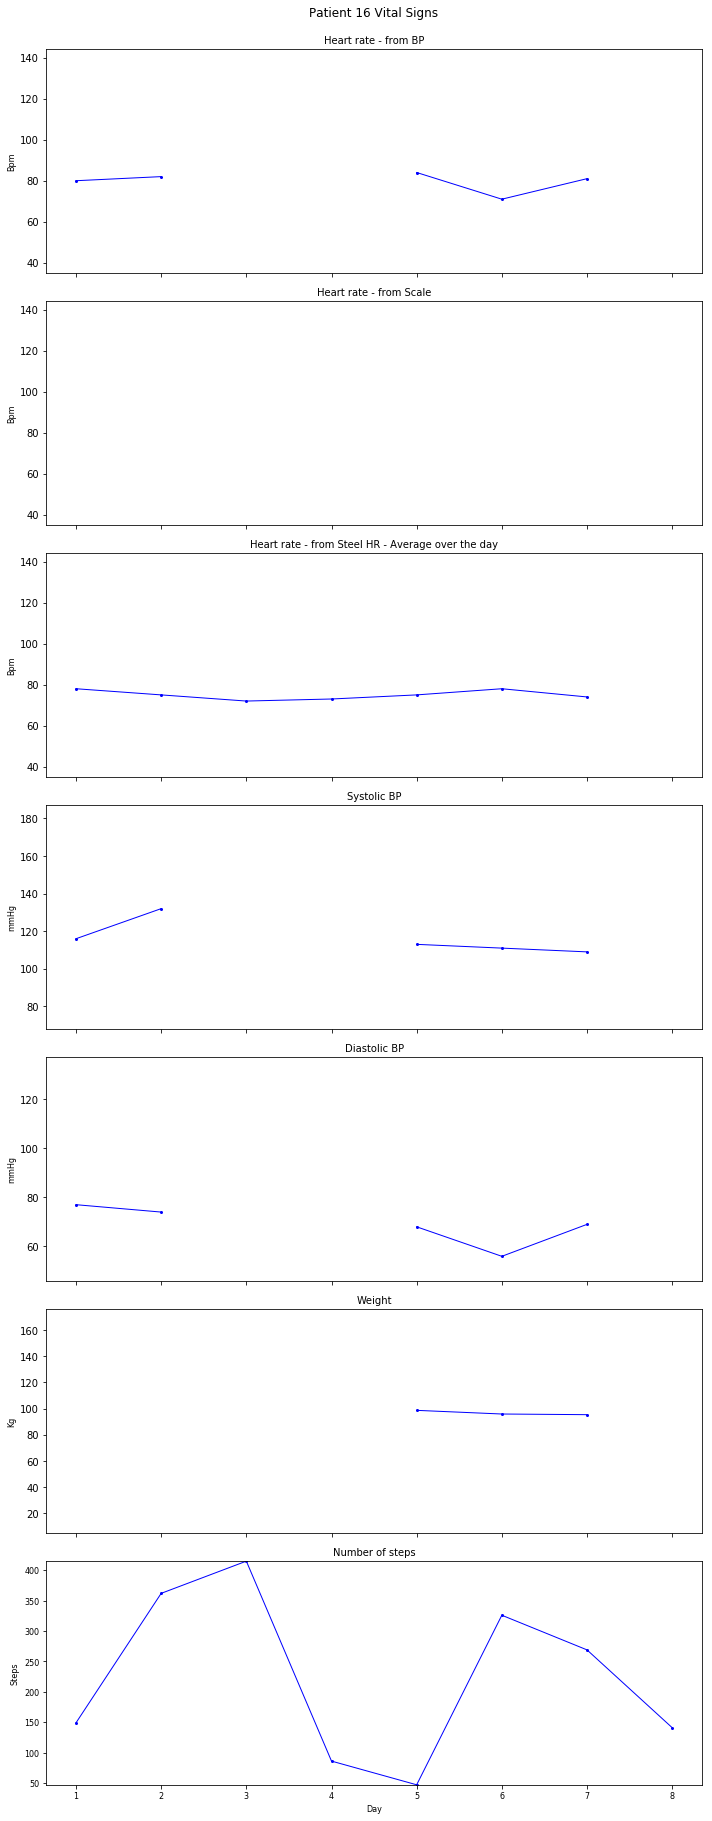 Patient 16 Vital Signs
Heart rate - from BP
140
120
100
80
60
40
Bpm
Heart rate - from Scale
140
120
100
80
60
40
Bpm
Heart rate - from Steel HR - Average over the day
140
120
100
80
60
40
Bpm
Systolic BP
180
160
140
120
100
80
mmHg
Diastolic BP
120
100
80
60
mmHg
Weight
160
140
120
100
80
60
40
20
Kg
Number of steps
400
350
300
250
200
150
100
50
Steps
1 2 3 4 5 6 7 8
Day